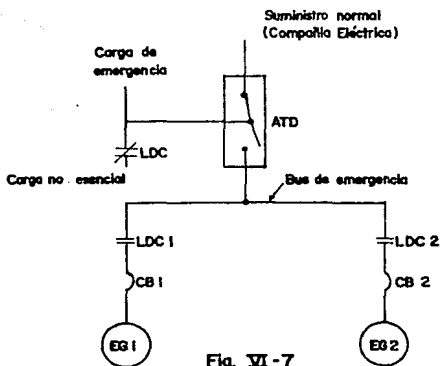 Suministro normal
(Compañía Eléctrica)
Carga de
emergencia
ATD
LDC
Carga no esencial
Bus de emergencia
LDC 1
LDC 2
CB 1
CB 2
EG 1
EG 2
Fig. VI-7